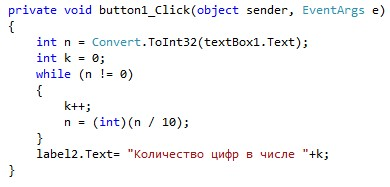 private void button1_Click(object sender, EventArgs e)
{
    int n = Convert.ToInt32(textBox1.Text);
    int k = 0;
    while (n != 0)
    {
        k++;
        n = (int)(n / 10);
    }
    label2.Text= "Количество цифр в числе "+k;
}